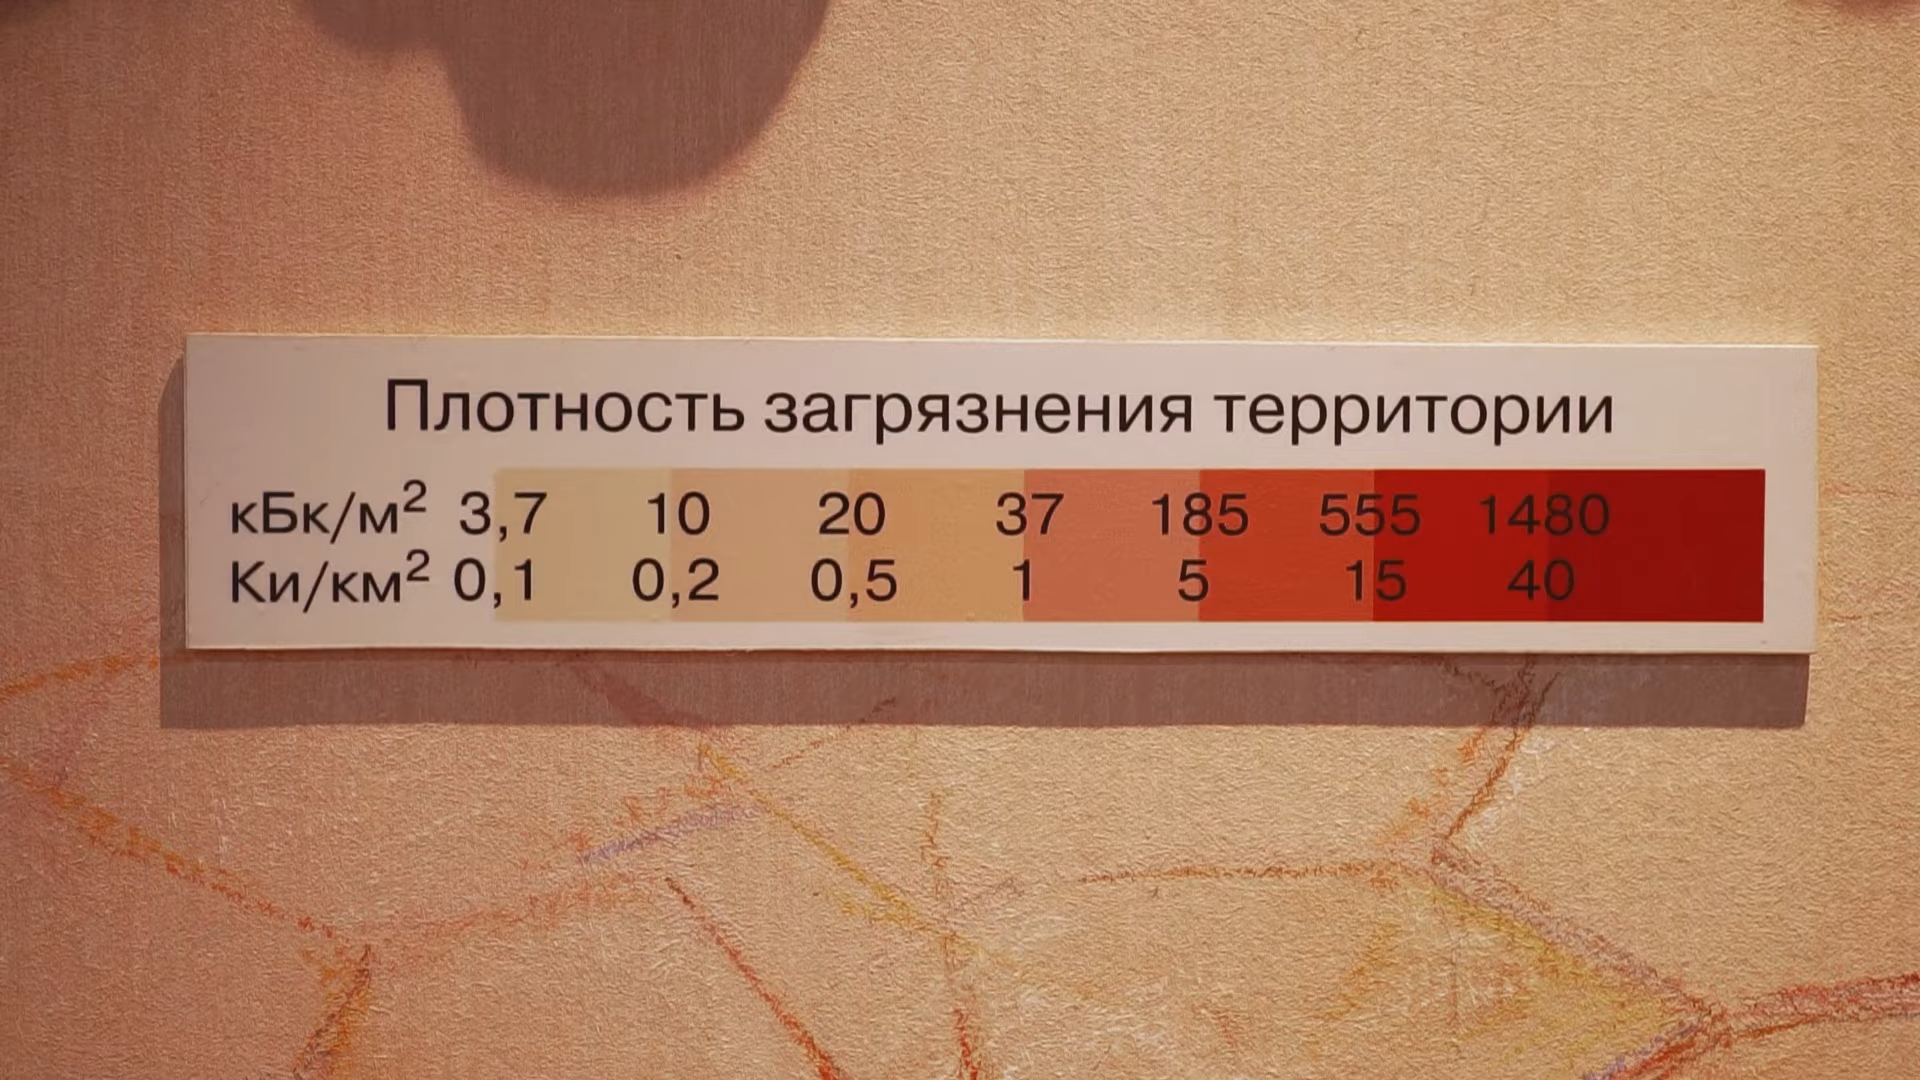 Плотность загрязнения территории
кБк/м² 3,7 10 20 37 185 555 1480
Ки/км² 0,1 0,2 0,5 1 5 15 40